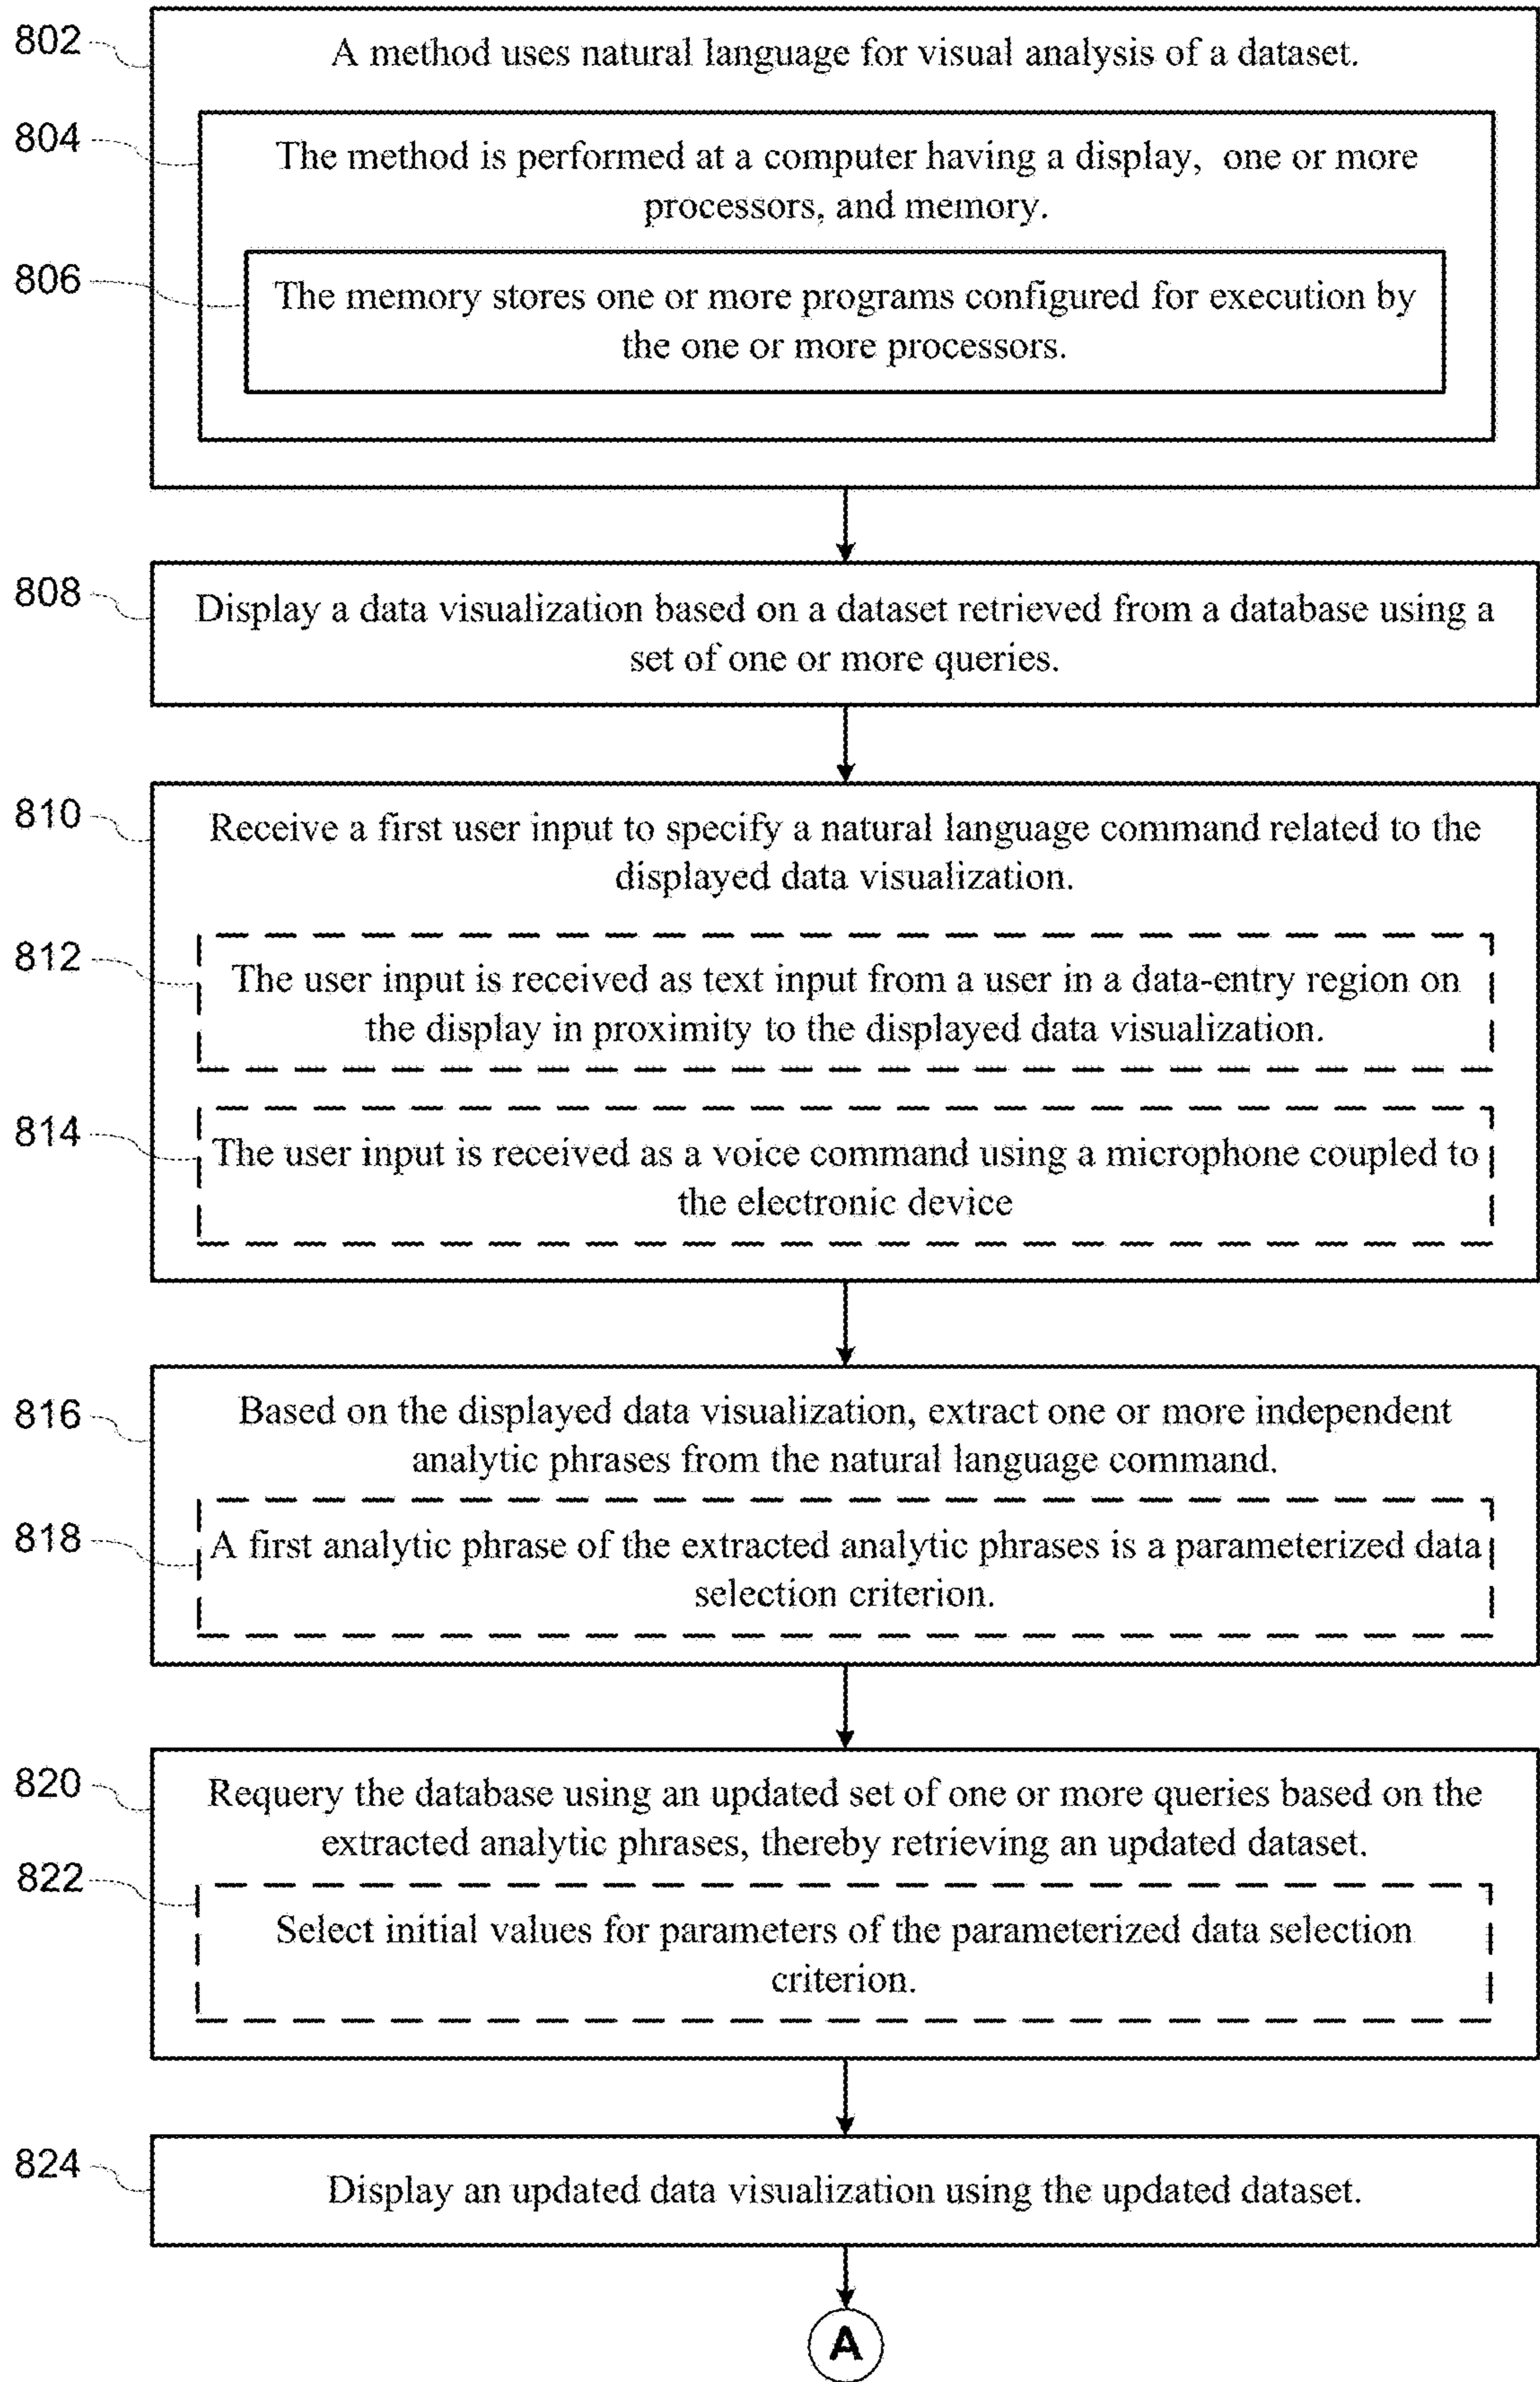 802
A method uses natural language for visual analysis of a dataset.
804
The method is performed at a computer having a display, one or more
processors, and memory.
806
The memory stores one or more programs configured for execution by
the one or more processors.
808
Display a data visualization based on a dataset retrieved from a database using a
set of one or more queries.
810
Receive a first user input to specify a natural language command related to the
displayed data visualization.
812
The user input is received as text input from a user in a data-entry region on
the display in proximity to the displayed data visualization.
814
The user input is received as a voice command using a microphone coupled to
the electronic device
816
Based on the displayed data visualization, extract one or more independent
analytic phrases from the natural language command.
818
A first analytic phrase of the extracted analytic phrases is a parameterized data
selection criterion.
820
Requery the database using an updated set of one or more queries based on the
extracted analytic phrases, thereby retrieving an updated dataset.
822
Select initial values for parameters of the parameterized data selection
criterion.
824
Display an updated data visualization using the updated dataset.
A